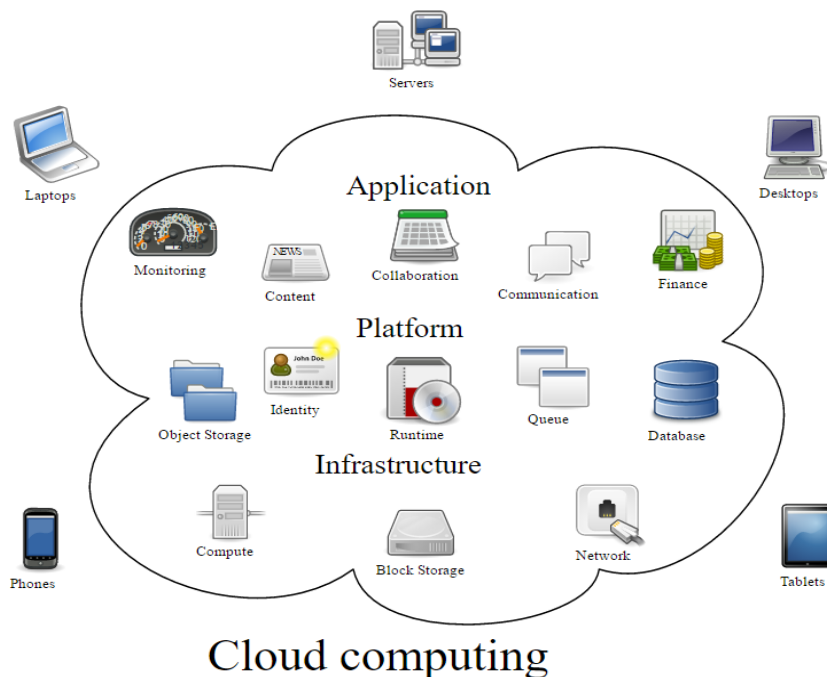 Servers
Laptops
Desktops
Application
Monitoring
NEWS
Content
Collaboration
Communication
Finance
Platform
Object Storage
John Doe
Identity
Runtime
Queue
Database
Infrastructure
Compute
Block Storage
Network
Phones
Tablets
Cloud computing